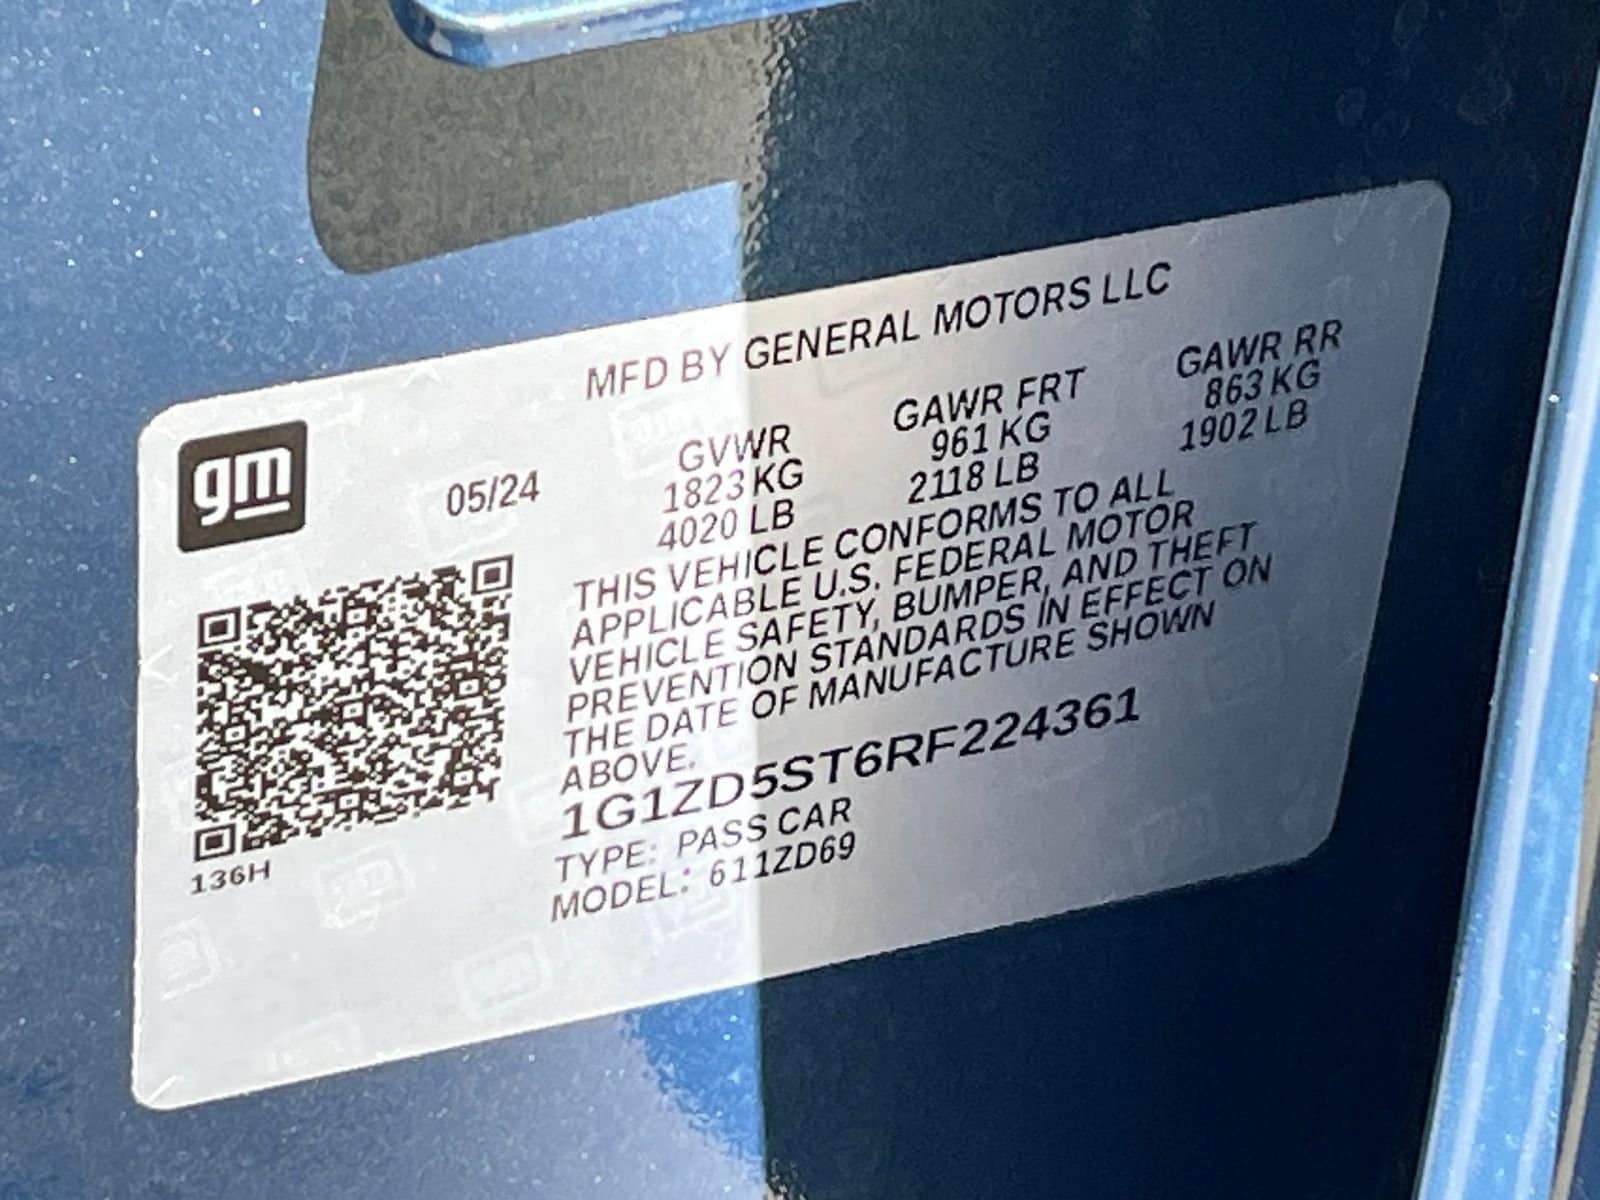 MFD BY GENERAL MOTORS LLC
gm
05/24
GVWR GAWR FRT GAWR RR
1823 KG 961 KG 863 KG
4020 LB 2118 LB 1902 LB
THIS VEHICLE CONFORMS TO ALL
APPLICABLE U.S. FEDERAL MOTOR
VEHICLE SAFETY, BUMPER, AND THEFT
PREVENTION STANDARDS IN EFFECT ON
THE DATE OF MANUFACTURE SHOWN
ABOVE.
1G1ZD5ST6RF224361
TYPE: PASS CAR
MODEL: 611ZD69
136H